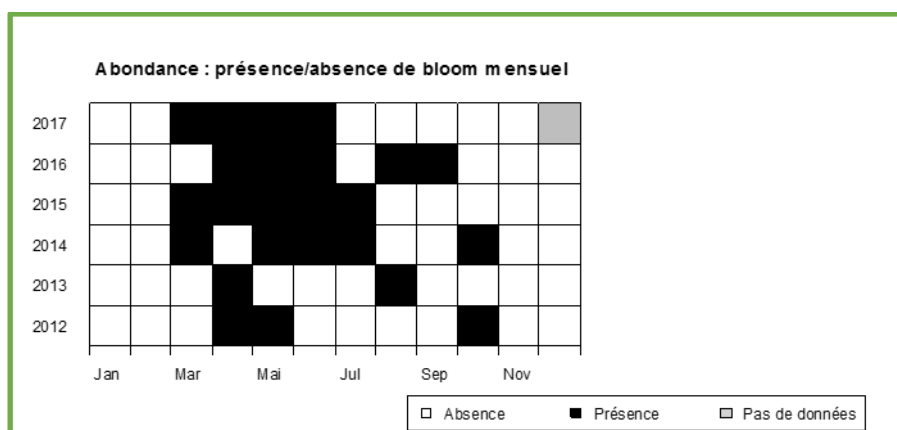 Abondance : présence/absence de bloom mensuel
2017
2016
2015
2014
2013
2012
Jan Mar Mai Jul Sep Nov
Absence Présence Pas de données